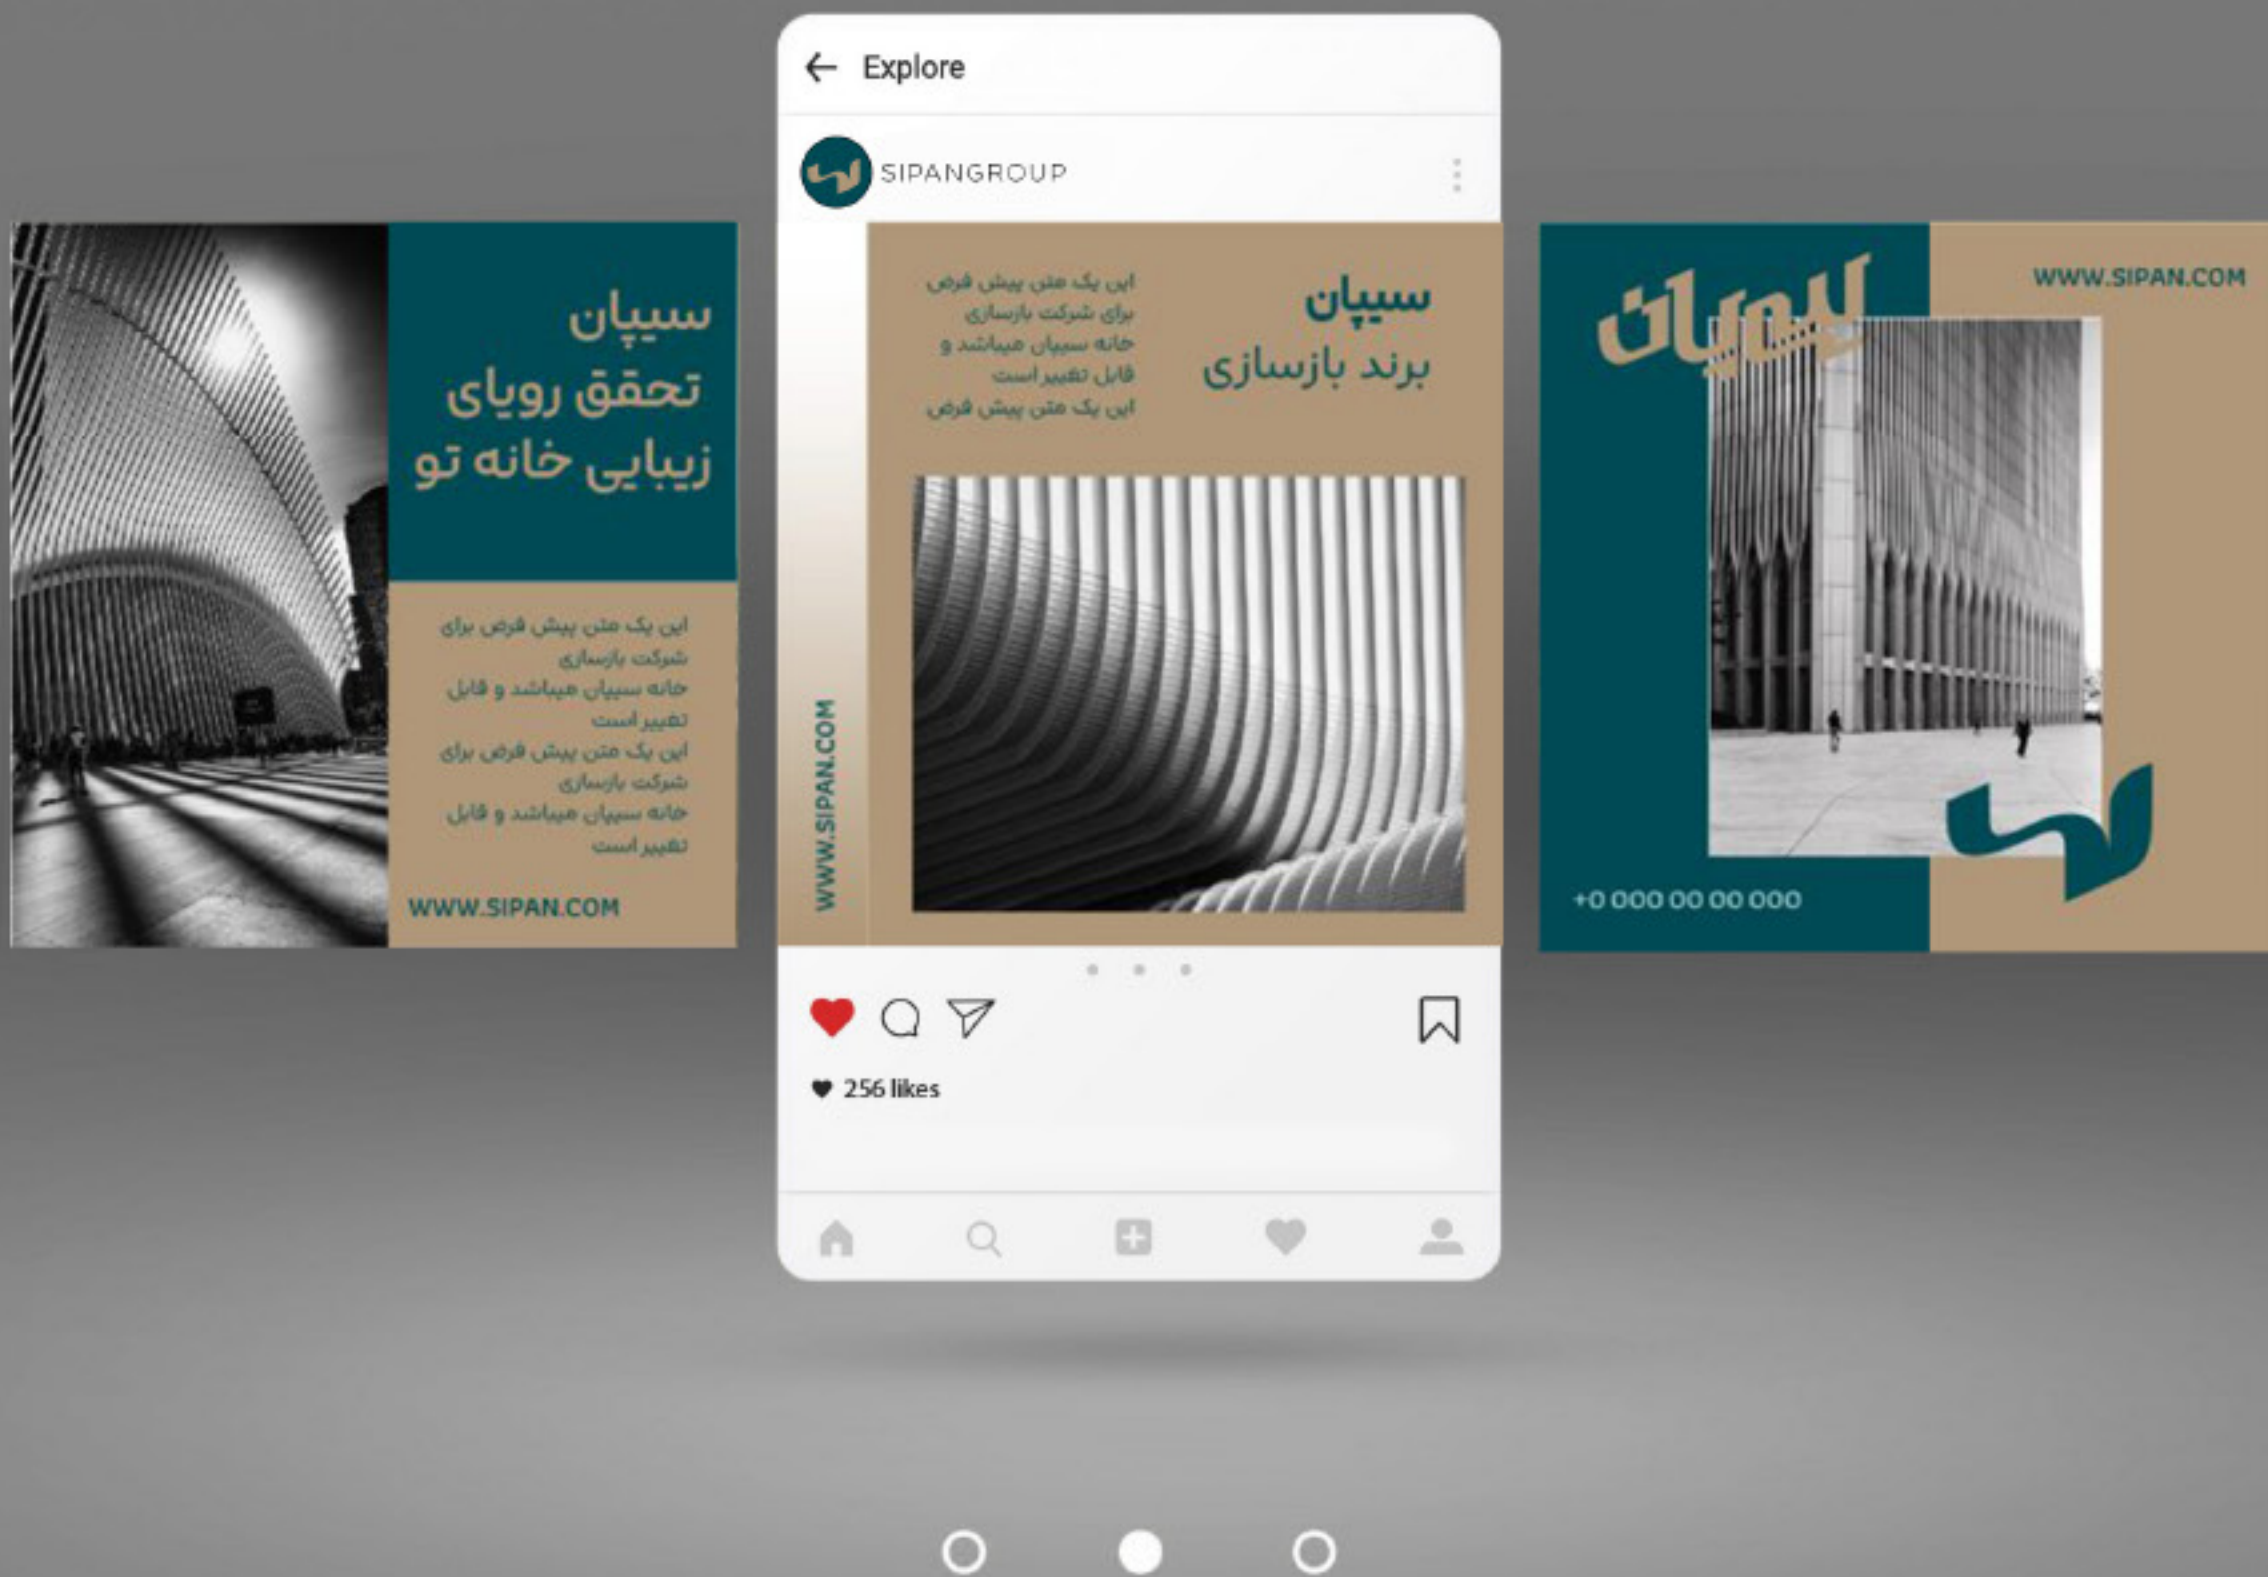 Explore
SIPANGROUP
سیپان
تحقق رویای
زیبایی خانه تو
این یک متن پیش فرض برای
شرکت بازسازی
خانه سیپان میباشد و قابل
تغییر است
این یک متن پیش فرض برای
شرکت بازسازی
خانه سیپان میباشد و قابل
تغییر است
WWW.SIPAN.COM
سیپان
برند بازسازی
این یک متن پیش فرض
برای شرکت بازسازی
خانه سیپان میباشد و
قابل تغییر است
این یک متن پیش فرض
WWW.SIPAN.COM
256 likes
سیپان
WWW.SIPAN.COM
+0 000 00 00 000